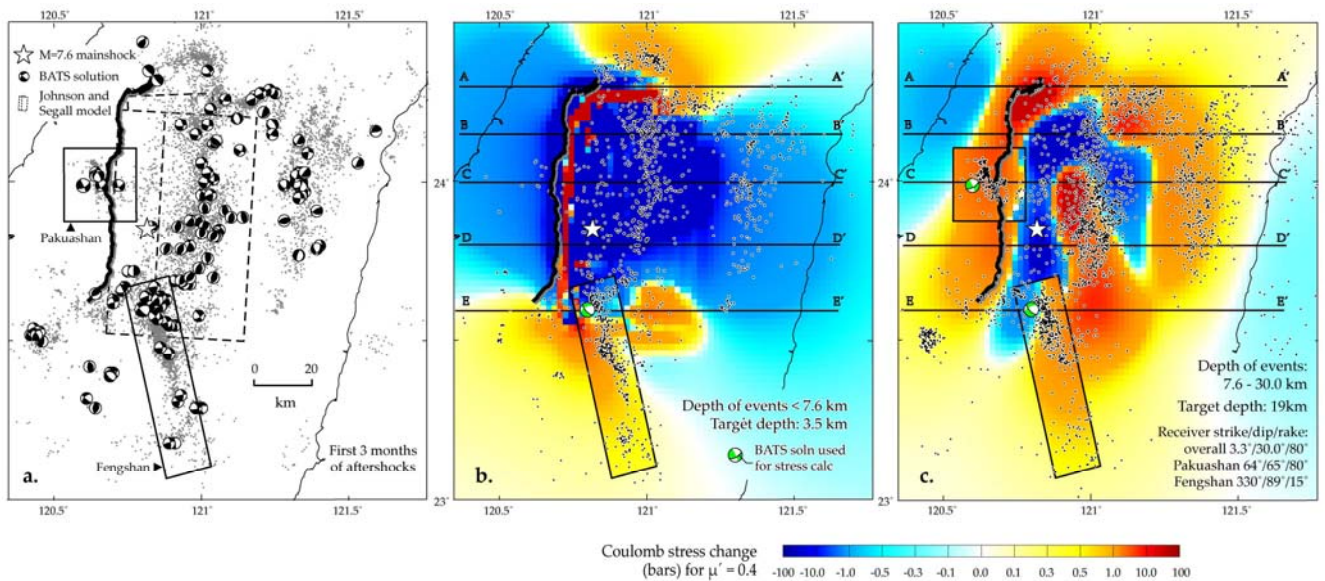 120.5˚ 121˚ 121.5˚
M=7.6 mainshock
BATS solution
Johnson and
Segall model
24˚
Pakuashan
0 20
km
Fengshan
First 3 months
of aftershocks
a.
23˚
120.5˚ 121˚ 121.5˚
120.5˚ 121˚ 121.5˚
A A'
B B'
C C'
D D'
E E'
Depth of events < 7.6 km
Target depth: 3.5 km
BATS soln used
for stress calc
b.
23˚
120.5˚ 121˚ 121.5˚
120.5˚ 121˚ 121.5˚
A A'
B B'
C C'
D D'
E E'
Depth of events:
7.6 - 30.0 km
Target depth: 19km
Receiver strike/dip/rake:
overall 3.3˚/30.0˚/80˚
Pakuashan 64˚/65˚/80˚
Fengshan 330˚/89˚/15˚
c.
120.5˚ 121˚ 121.5˚
Coulomb stress change
(bars) for µ´ = 0.4
-100 -10.0 -1.0 -0.5 -0.3 -0.1 0.0 0.1 0.3 0.5 1.0 10.0 100